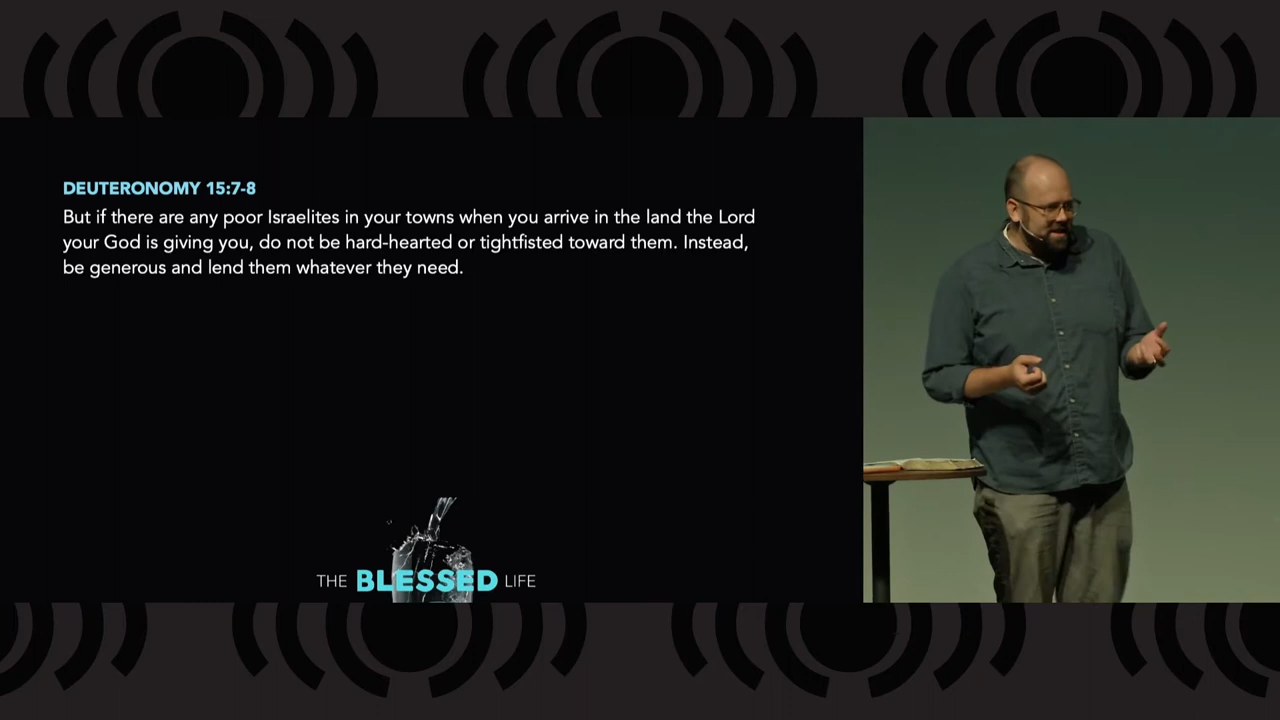 DEUTERONOMY 15:7-8
But if there are any poor Israelites in your towns when you arrive in the land the Lord
your God is giving you, do not be hard-hearted or tightfisted toward them. Instead,
be generous and lend them whatever they need.
THE BLESSED LIFE